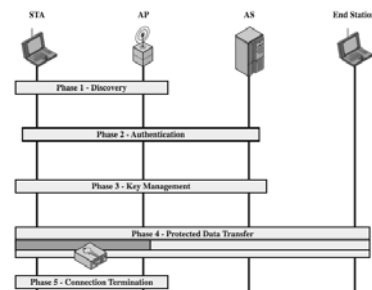 STA
AP
AS
End Station
Phase 1 - Discovery
Phase 2 - Authentication
Phase 3 - Key Management
Phase 4 - Protected Data Transfer
Phase 5 - Connection Termination